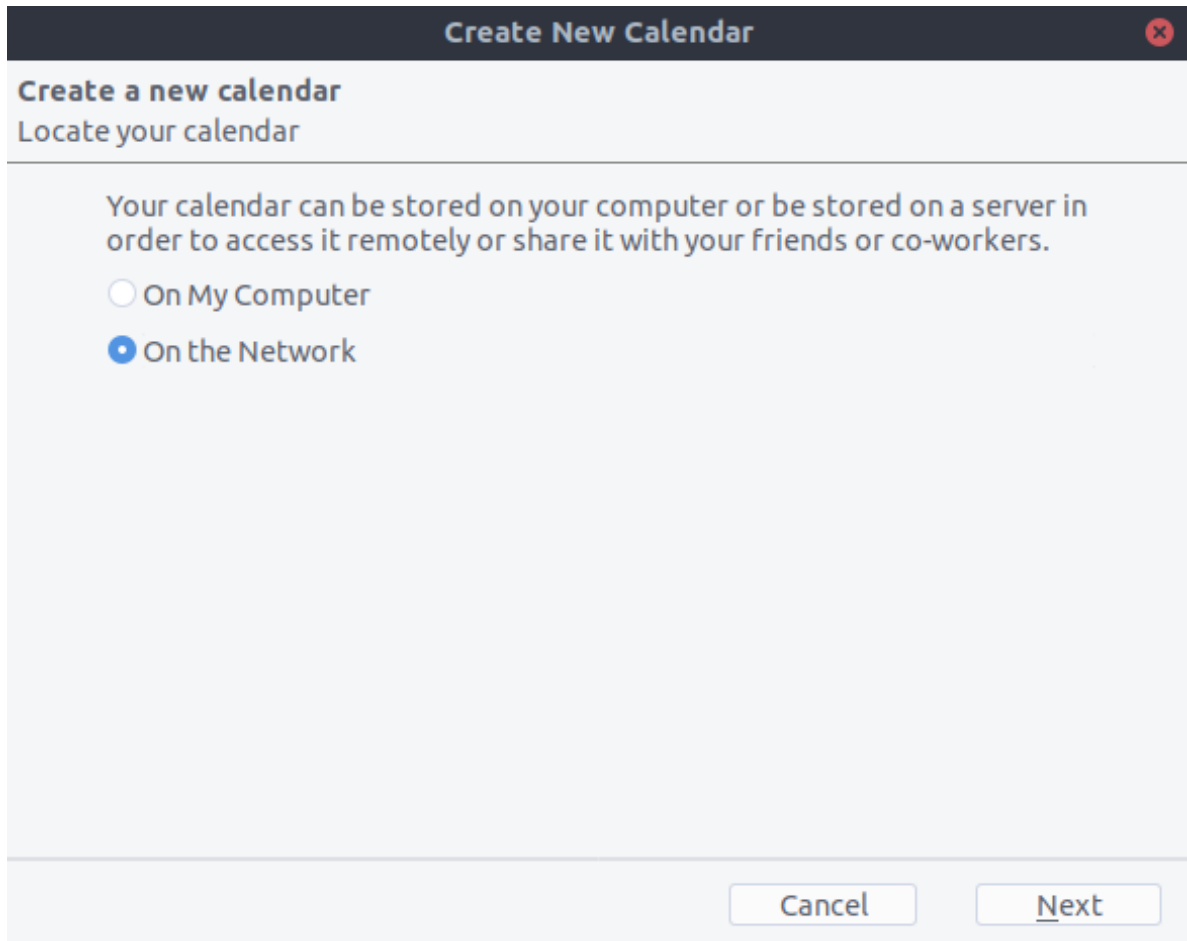 Create New Calendar
Create a new calendar
Locate your calendar
Your calendar can be stored on your computer or be stored on a server in
order to access it remotely or share it with your friends or co-workers.
On My Computer
On the Network
Cancel
Next